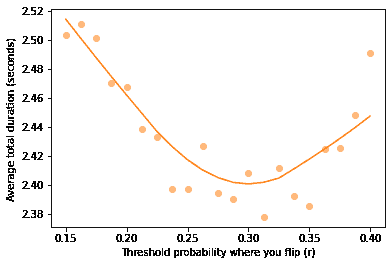 2.52
2.50
2.48
2.46
2.44
2.42
2.40
2.38
Average total duration (seconds)
0.15 0.20 0.25 0.30 0.35 0.40
Threshold probability where you flip (r)